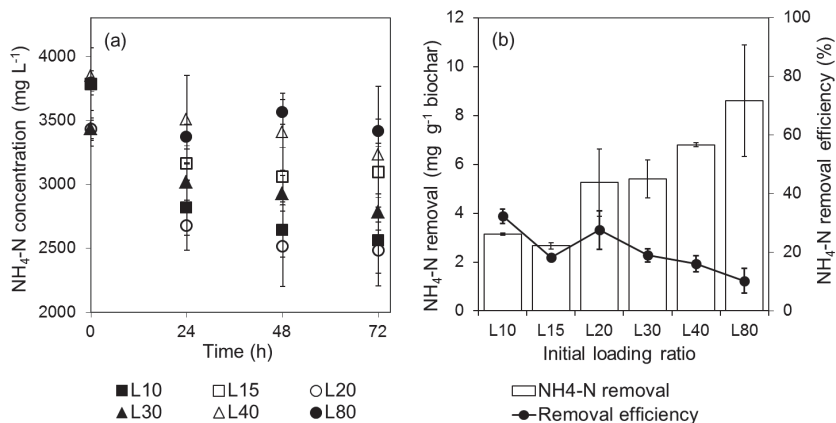 (a)
NH₄-N concentration (mg L⁻¹)
4000
3500
3000
2500
2000
0 24 48 72
Time (h)
■L10 □L15 ○L20
▲L30 △L40 ●L80
(b)
NH₄-N removal (mg g⁻¹ biochar)
12
10
8
6
4
2
0
100
80
60
40
20
0
NH₄-N removal efficiency (%)
L10 L15 L20 L30 L40 L80
Initial loading ratio
NH4-N removal
Removal efficiency